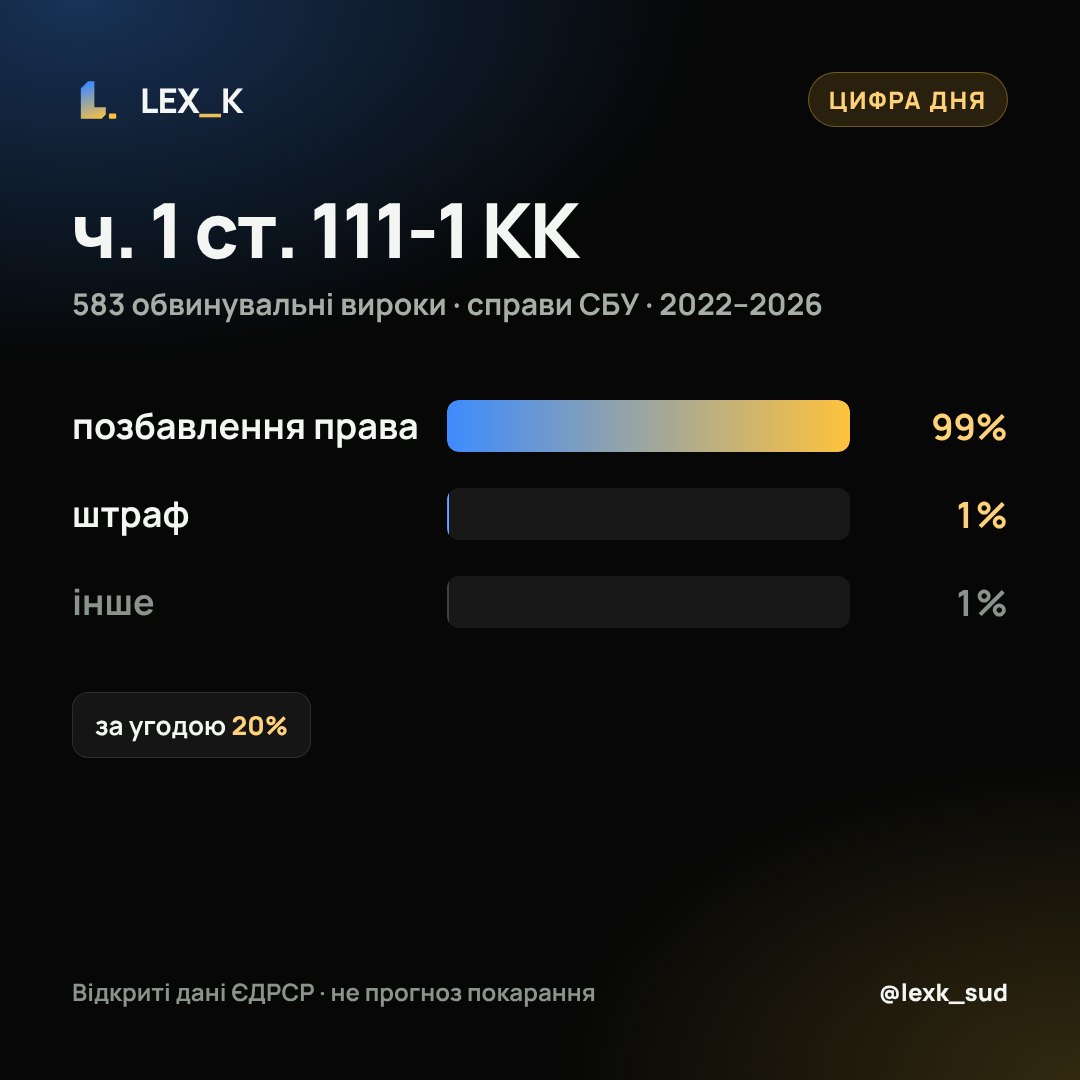 LEX_K
ЦИФРА ДНЯ
ч. 1 ст. 111-1 КК
583 обвинувальні вироки · справи СБУ · 2022–2026
позбавлення права 99%
штраф 1%
інше 1%
за угодою 20%
Відкриті дані ЄДРСР · не прогноз покарання
@lexk_sud